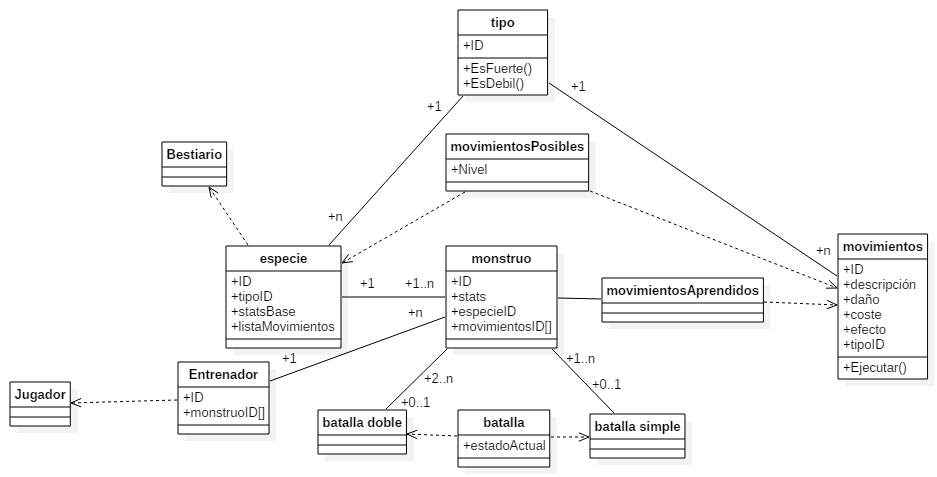 tipo
+ID
+EsFuerte()
+EsDebil()
+1
+1
Bestiario
movimientosPosibles
+Nivel
+n
+n
especie
+ID
+tipoID
+statsBase
+listaMovimientos
+1
+1..n
monstruo
+ID
+stats
+especieID
+movimientosID[]
movimientosAprendidos
movimientos
+ID
+descripción
+daño
+coste
+efecto
+tipoID
+Ejecutar()
+n
+1
Entrenador
+ID
+monstruoID[]
Jugador
+2..n
+0..1
+1..n
+0..1
batalla doble
batalla
+estadoActual
batalla simple